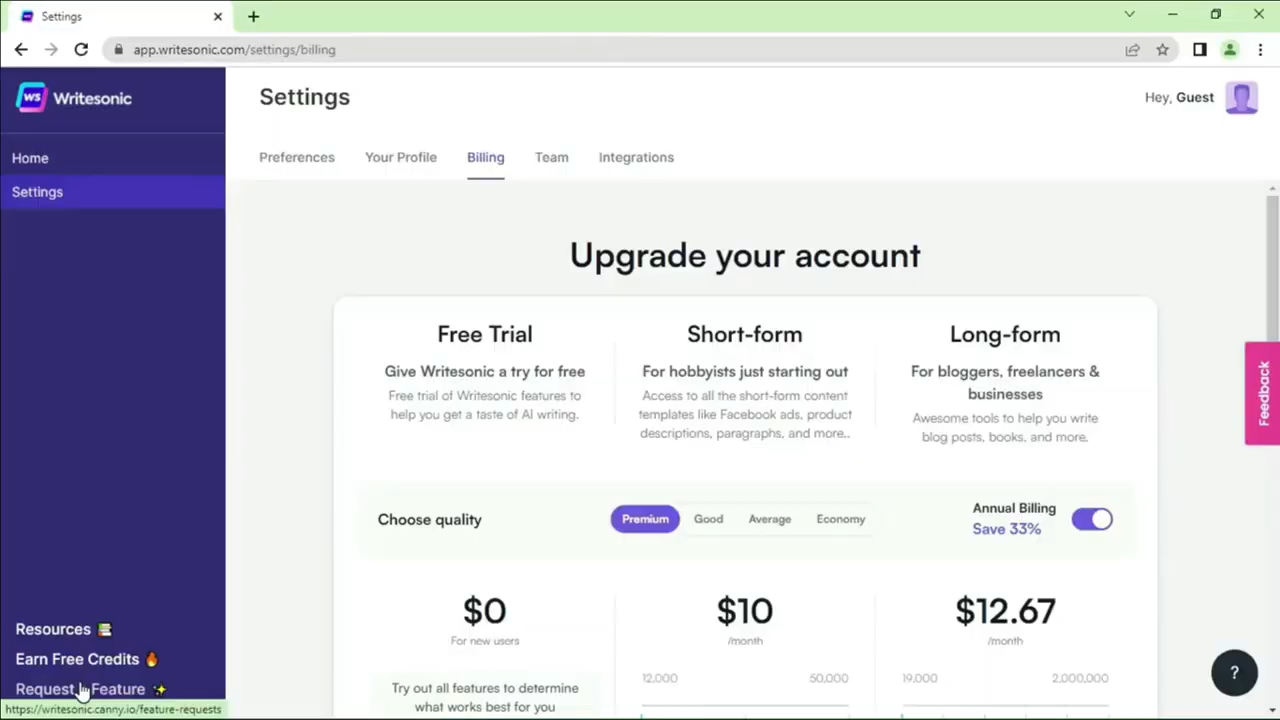 Settings
app.writesonic.com/settings/billing
WS Writesonic
Settings
Hey, Guest
Home
Settings
Preferences
Your Profile
Billing
Team
Integrations
Upgrade your account
Free Trial
Give Writesonic a try for free
Free trial of Writesonic features to
help you get a taste of AI writing.
Short-form
For hobbyists just starting out
Access to all the short-form content
templates like Facebook ads, product
descriptions, paragraphs, and more..
Long-form
For bloggers, freelancers &
businesses
Awesome tools to help you write
blog posts, books, and more.
Feedback
Choose quality
Premium
Good
Average
Economy
Annual Billing
Save 33%
$0
For new users
Try out all features to determine
what works best for you
$10
/month
12,000
50,000
$12.67
/month
19,000
2,000,000
Resources
Earn Free Credits
Request Feature
https://writesonic.canny.io/feature-requests
?